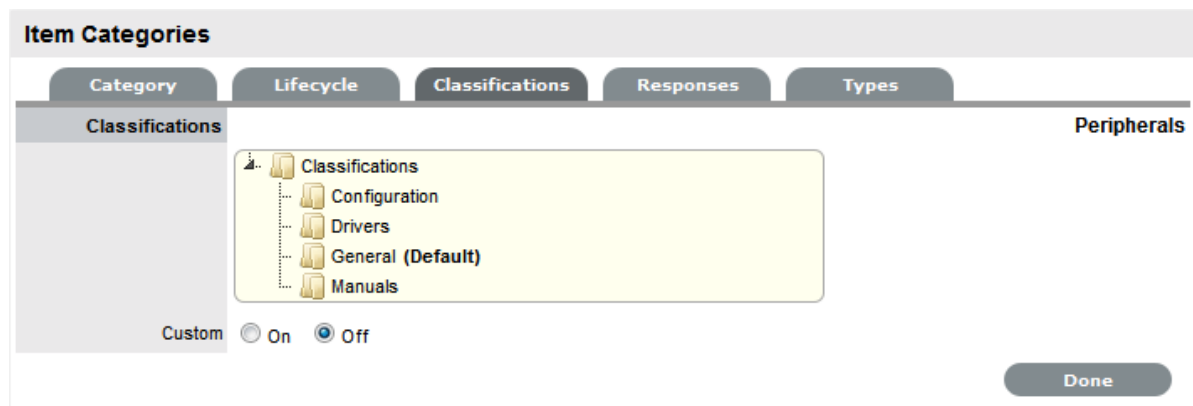 Item Categories
Category Lifecycle Classifications Responses Types
Classifications Peripherals
Classifications
Configuration
Drivers
General (Default)
Manuals
Custom On Off
Done